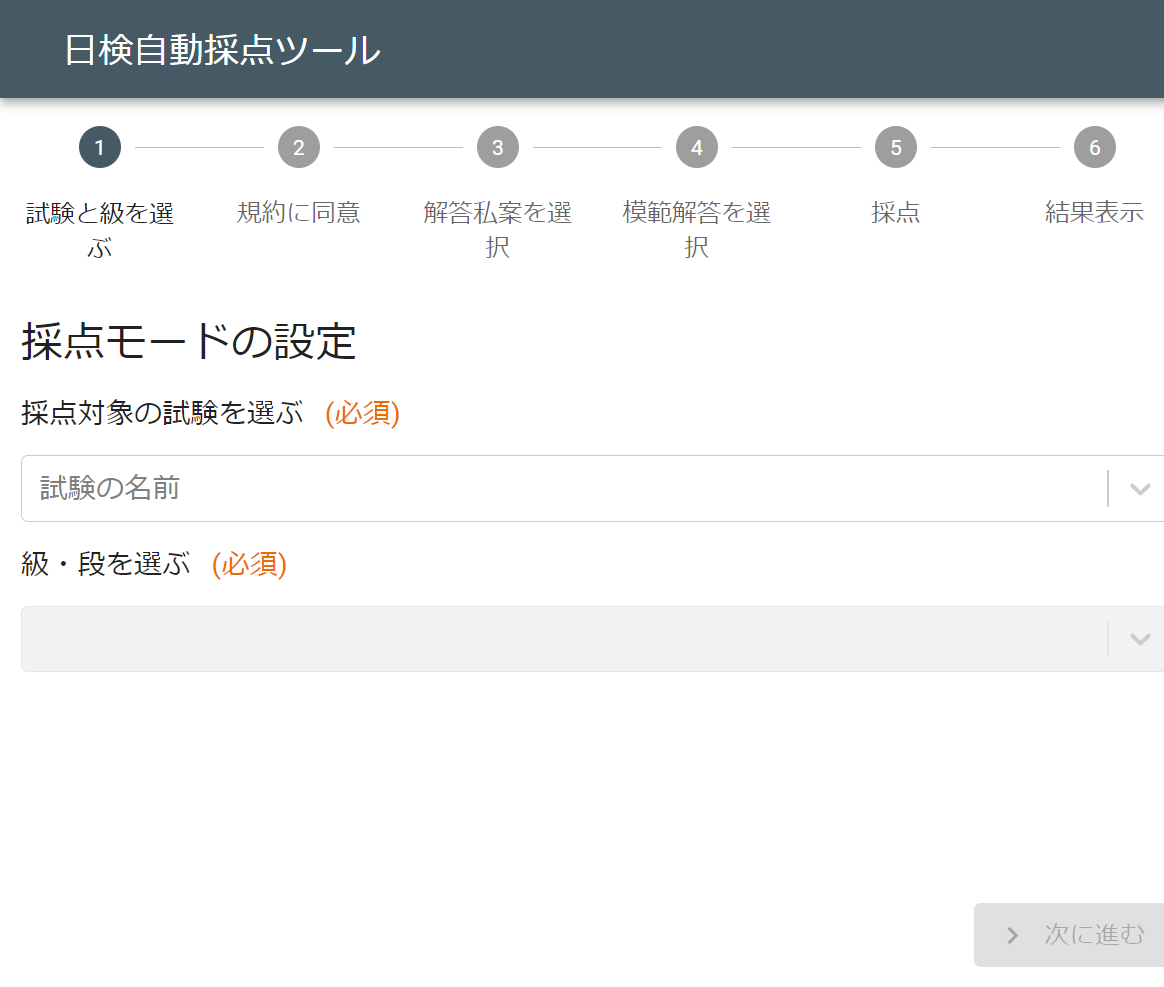 日検自動採点ツール
1 2 3 4 5 6
試験と級を選 規約に同意 解答私案を選 模範解答を選 採点 結果表示
ぶ 択 択
採点モードの設定
採点対象の試験を選ぶ (必須)
試験の名前
級・段を選ぶ (必須)
次に進む